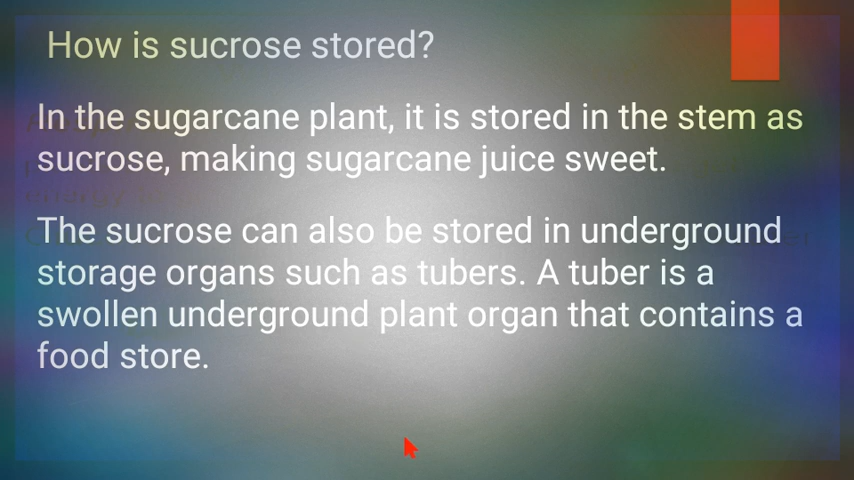 How is sucrose stored?
In the sugarcane plant, it is stored in the stem as
sucrose, making sugarcane juice sweet.
The sucrose can also be stored in underground
storage organs such as tubers. A tuber is a
swollen underground plant organ that contains a
food store.